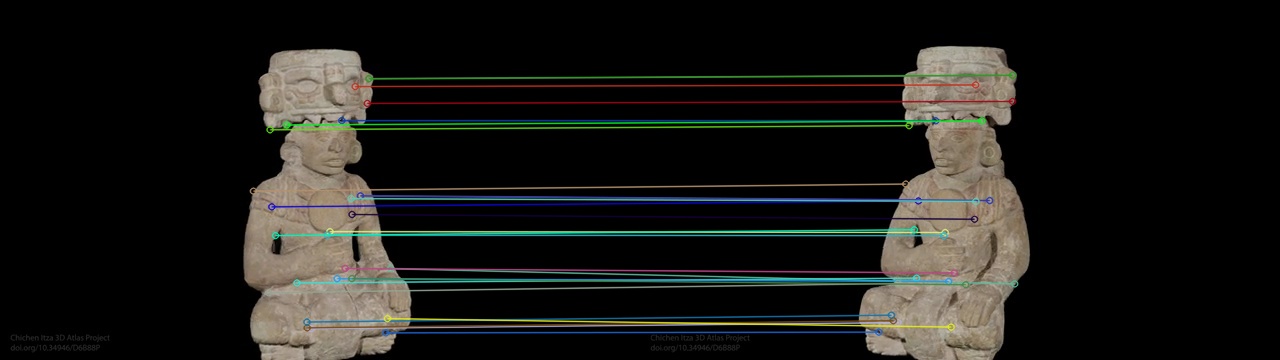 Chichen Itza 3D Atlas Project
doi.org/10.34946/D6B88P
Chichen Itza 3D Atlas Project
doi.org/10.34946/D6B88P